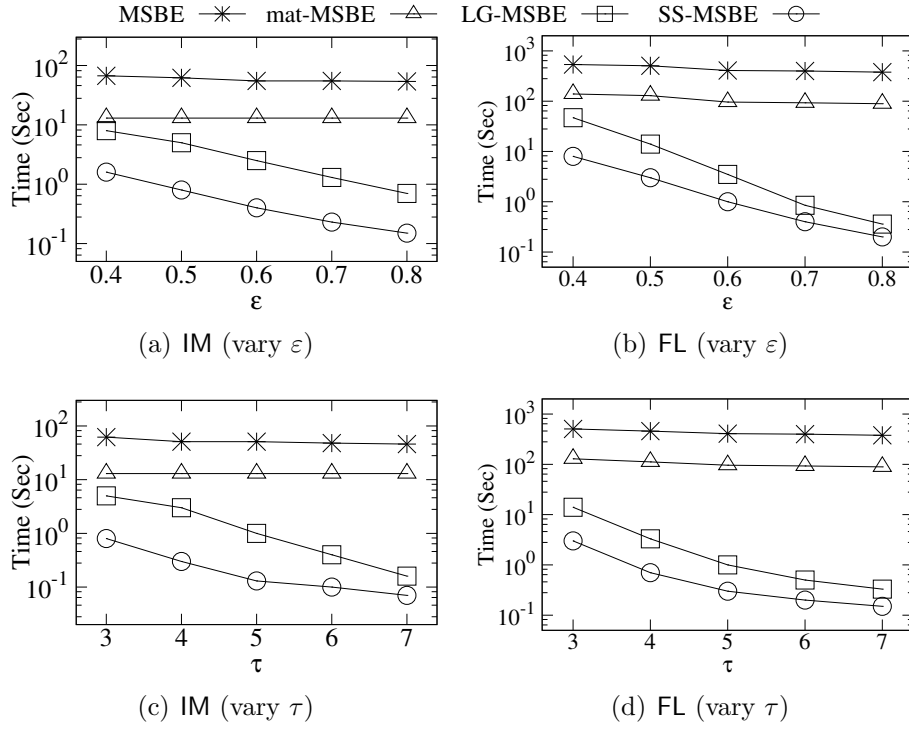 MSBE mat-MSBE LG-MSBE SS-MSBE
Time (Sec)
10^2
10^1
10^0
10^-1
0.4 0.5 0.6 0.7 0.8
ε
(a) IM (vary ε)
Time (Sec)
10^3
10^2
10^1
10^0
10^-1
0.4 0.5 0.6 0.7 0.8
ε
(b) FL (vary ε)
Time (Sec)
10^2
10^1
10^0
10^-1
3 4 5 6 7
τ
(c) IM (vary τ)
Time (Sec)
10^3
10^2
10^1
10^0
10^-1
3 4 5 6 7
τ
(d) FL (vary τ)